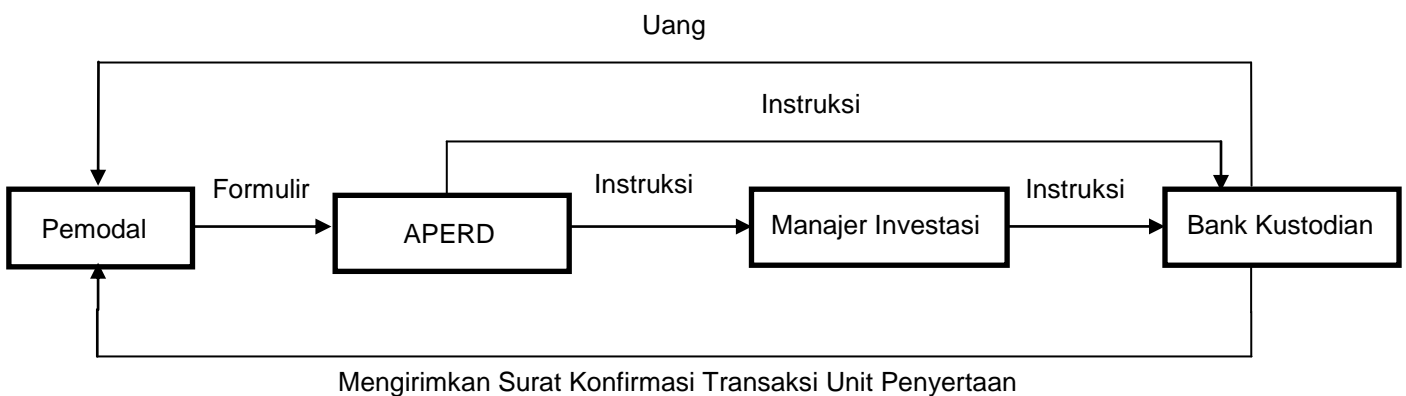 Uang
Instruksi
Formulir
Instruksi
Instruksi
Pemodal
APERD
Manajer Investasi
Bank Kustodian
Mengirimkan Surat Konfirmasi Transaksi Unit Penyertaan